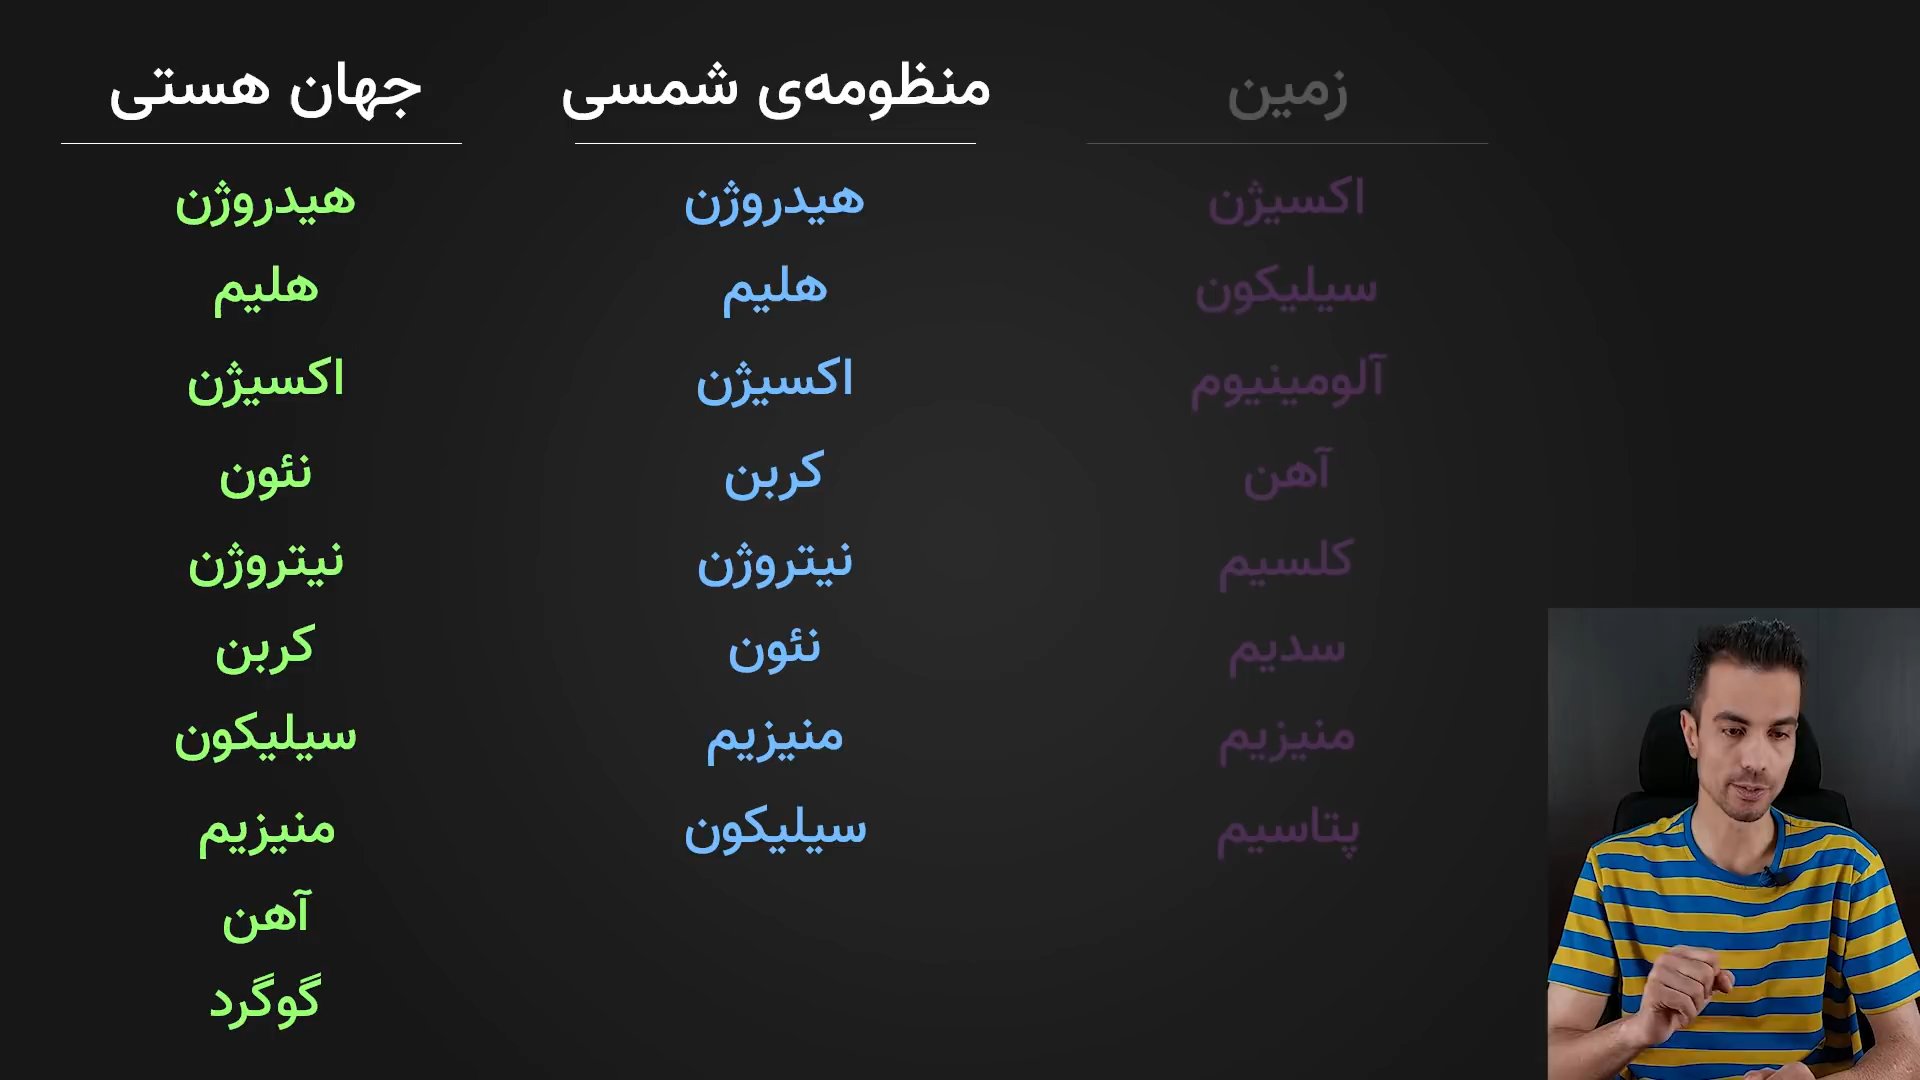 زمین
اکسیژن
سیلیکون
آلومینیوم
آهن
کلسیم
سدیم
منیزیم
پتاسیم
منظومه‌ی شمسی
هیدروژن
هلیم
اکسیژن
کربن
نیتروژن
نئون
منیزیم
سیلیکون
جهان هستی
هیدروژن
هلیم
اکسیژن
نئون
نیتروژن
کربن
سیلیکون
منیزیم
آهن
گوگرد